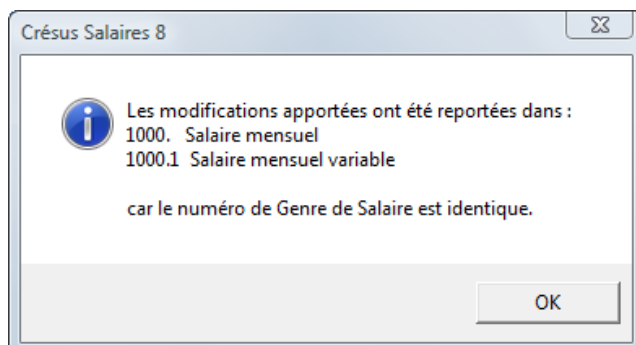 Crésus Salaires 8
Les modifications apportées ont été reportées dans :
1000. Salaire mensuel
1000.1 Salaire mensuel variable
car le numéro de Genre de Salaire est identique.
OK